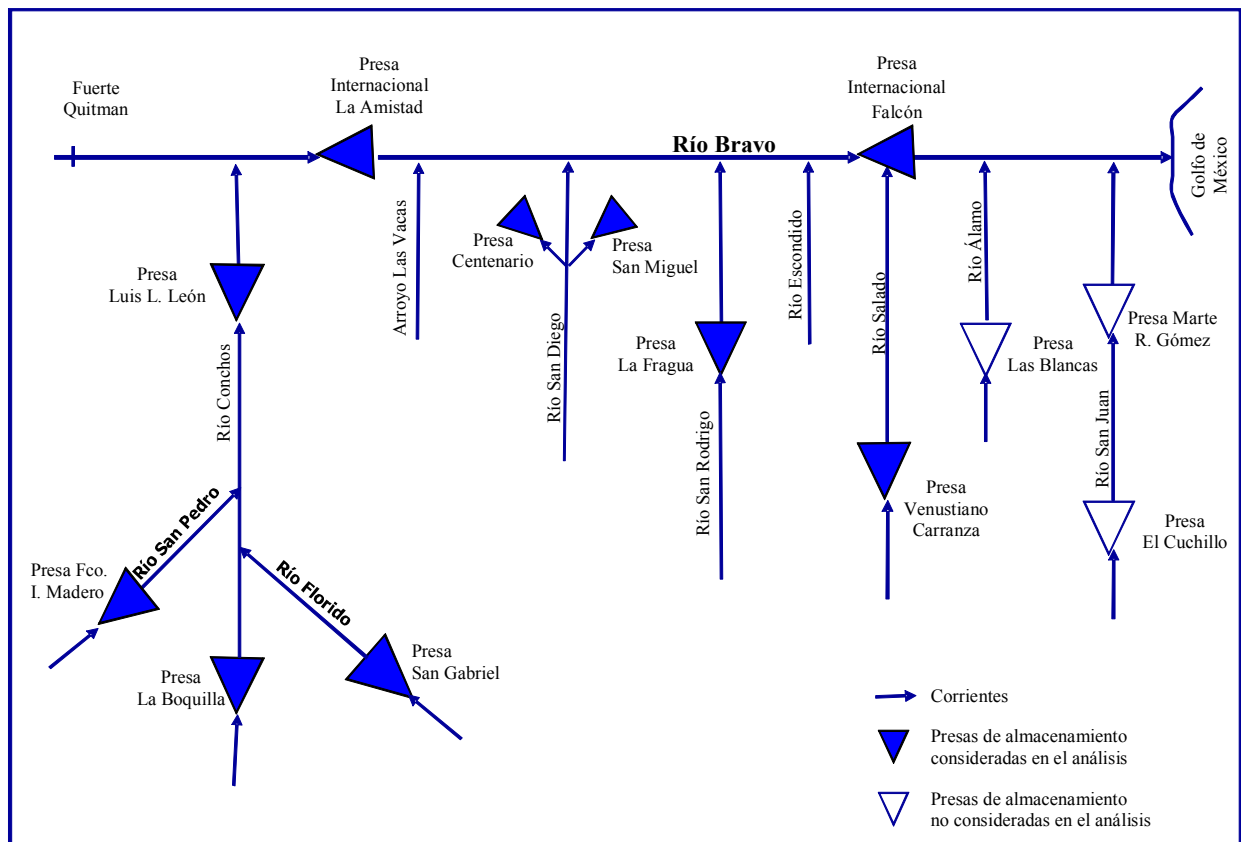 Fuerte
Quitman
Presa
Internacional
La Amistad
Presa
Internacional
Falcón
Río Bravo
Golfo de
México
Presa
Luis L. León
Arroyo Las Vacas
Presa
Centenario
Presa
San Miguel
Río San Diego
Presa
La Fragua
Río San Rodrigo
Río Escondido
Río Salado
Presa
Venustiano
Carranza
Río Álamo
Presa
Las Blancas
Presa Marte
R. Gómez
Río San Juan
Presa
El Cuchillo
Río Conchos
Río San Pedro
Presa Fco.
I. Madero
Río Florido
Presa
San Gabriel
Presa
La Boquilla
Corrientes
Presas de almacenamiento
consideradas en el análisis
Presas de almacenamiento
no consideradas en el análisis